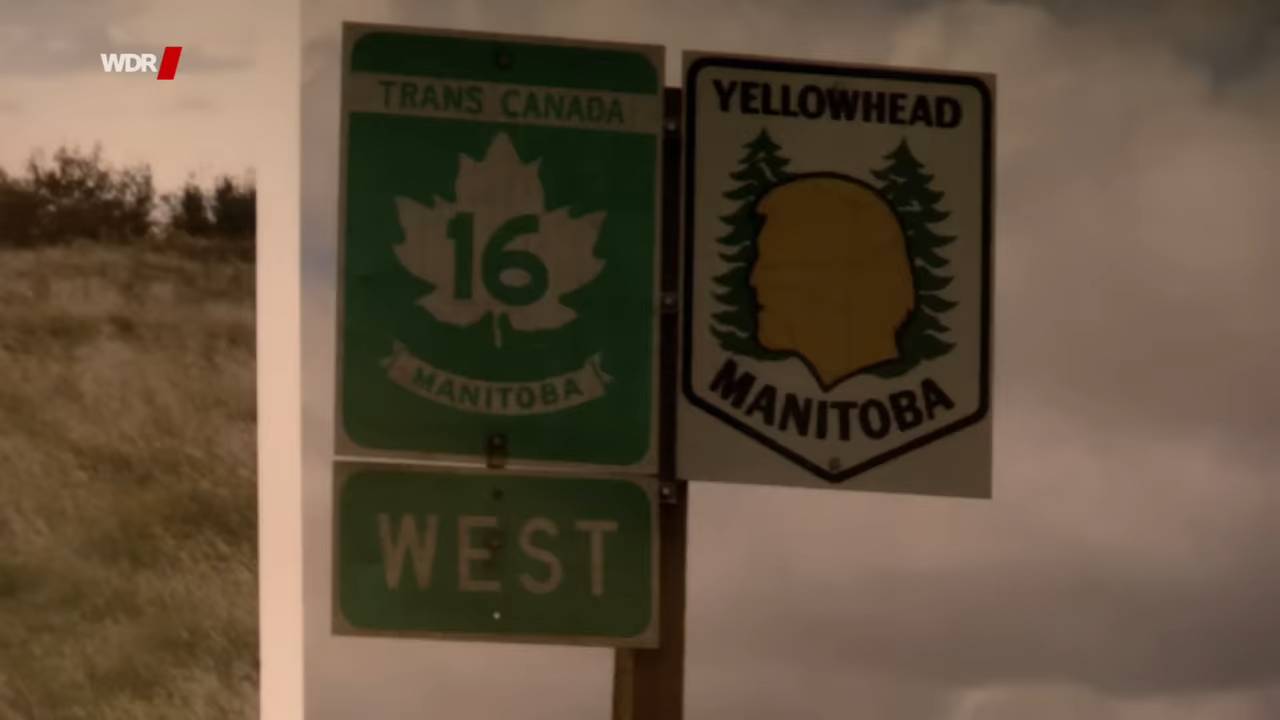 WDR
TRANS CANADA
16
MANITOBA
WEST
YELLOWHEAD
MANITOBA